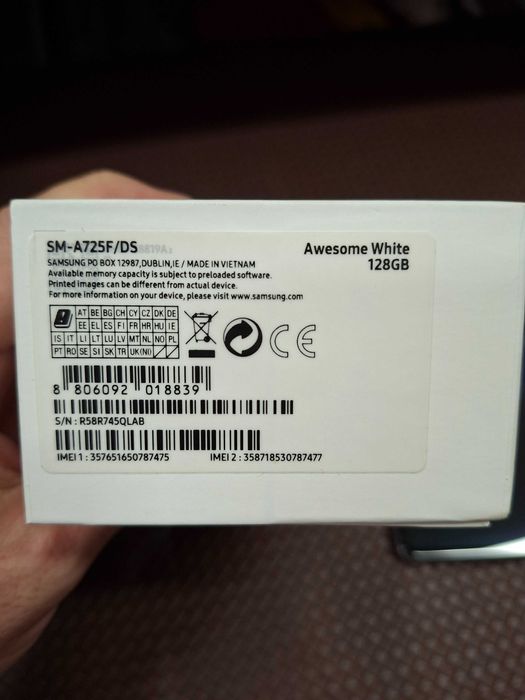 SM-A725F/DS
Awesome White
128GB
SAMSUNG PO BOX 12987,DUBLIN,IE / MADE IN VIETNAM
Available memory capacity is subject to preloaded software.
Printed images can be different from actual device.
For more information on your device, please visit www.samsung.com
AT BE BG CH CY CZ DK DE
EE EL ES FI FR HR HU IE
IS IT LI LT LU LV MT NL NO PL
PT RO SE SI SK TR UK(NI)
CE
8 806092 018839
S/N : R58R745QLAB
IMEI 1 : 357651650787475
IMEI 2 : 358718530787477